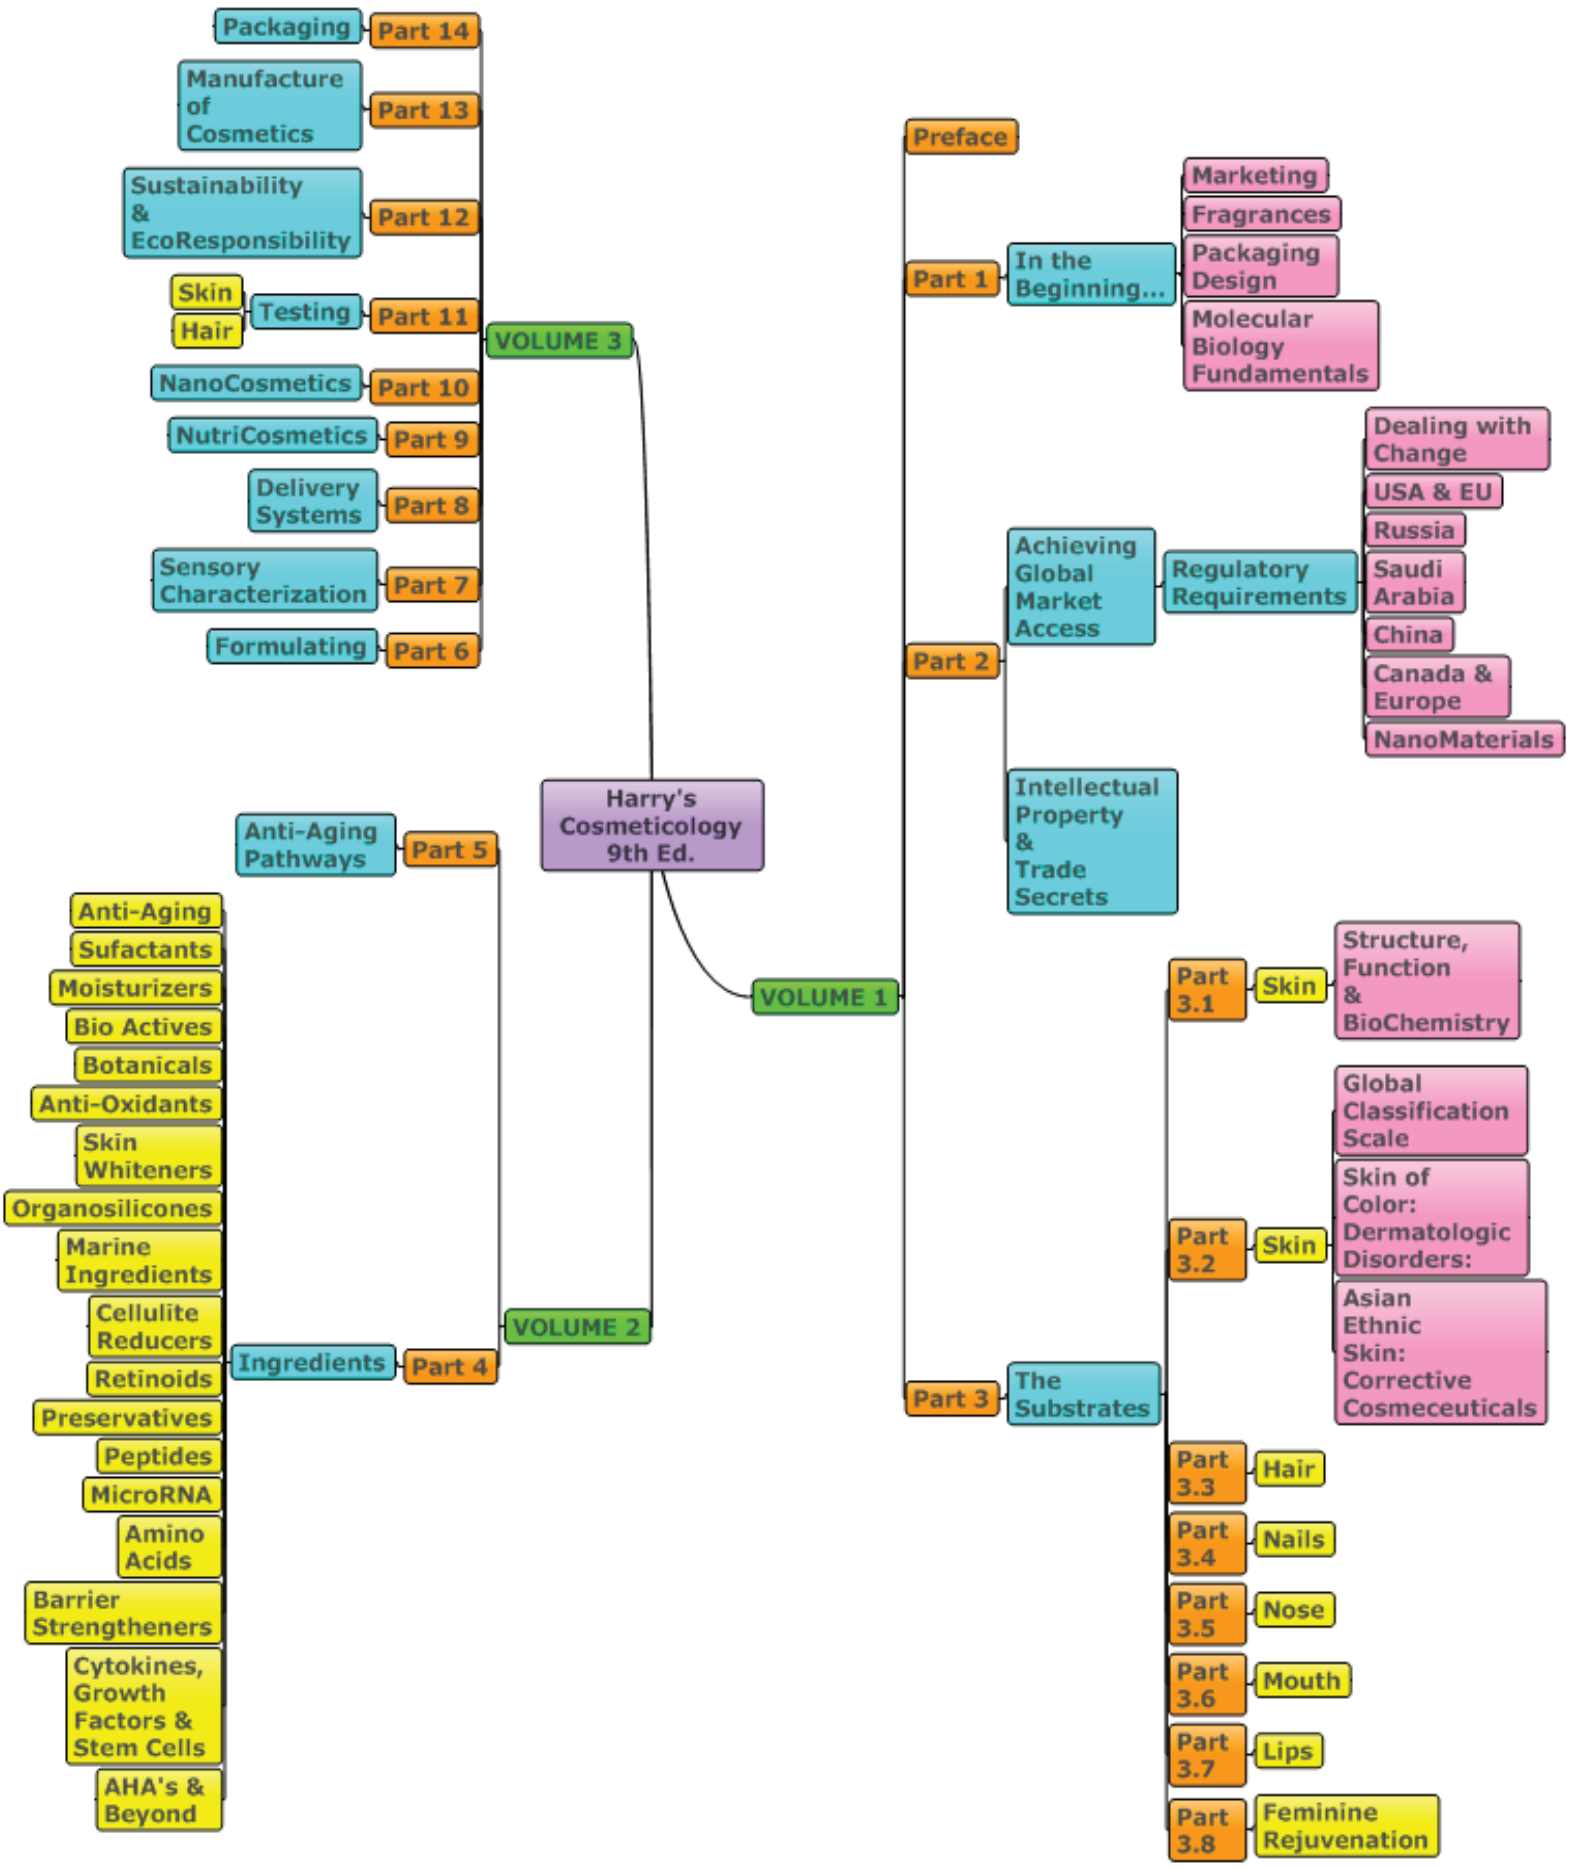 Harry's
Cosmeticology
9th Ed.
VOLUME 1
Preface
Part 1
In the
Beginning...
Marketing
Fragrances
Packaging
Design
Molecular
Biology
Fundamentals
Part 2
Achieving
Global
Market
Access
Regulatory
Requirements
Dealing with
Change
USA & EU
Russia
Saudi
Arabia
China
Canada &
Europe
NanoMaterials
Intellectual
Property
&
Trade
Secrets
Part 3
The
Substrates
Part
3.1
Skin
Structure,
Function
&
BioChemistry
Part
3.2
Skin
Global
Classification
Scale
Skin of
Color:
Dermatologic
Disorders:
Asian
Ethnic
Skin:
Corrective
Cosmeceuticals
Part
3.3
Hair
Part
3.4
Nails
Part
3.5
Nose
Part
3.6
Mouth
Part
3.7
Lips
Part
3.8
Feminine
Rejuvenation
VOLUME 2
Part 5
Anti-Aging
Pathways
Part 4
Ingredients
Anti-Aging
Sufactants
Moisturizers
Bio Actives
Botanicals
Anti-Oxidants
Skin
Whiteners
Organosilicones
Marine
Ingredients
Cellulite
Reducers
Retinoids
Preservatives
Peptides
MicroRNA
Amino
Acids
Barrier
Strengtheners
Cytokines,
Growth
Factors &
Stem Cells
AHA's &
Beyond
VOLUME 3
Part 14
Packaging
Part 13
Manufacture
of
Cosmetics
Part 12
Sustainability
&
EcoResponsibility
Part 11
Testing
Skin
Hair
Part 10
NanoCosmetics
Part 9
NutriCosmetics
Part 8
Delivery
Systems
Part 7
Sensory
Characterization
Part 6
Formulating